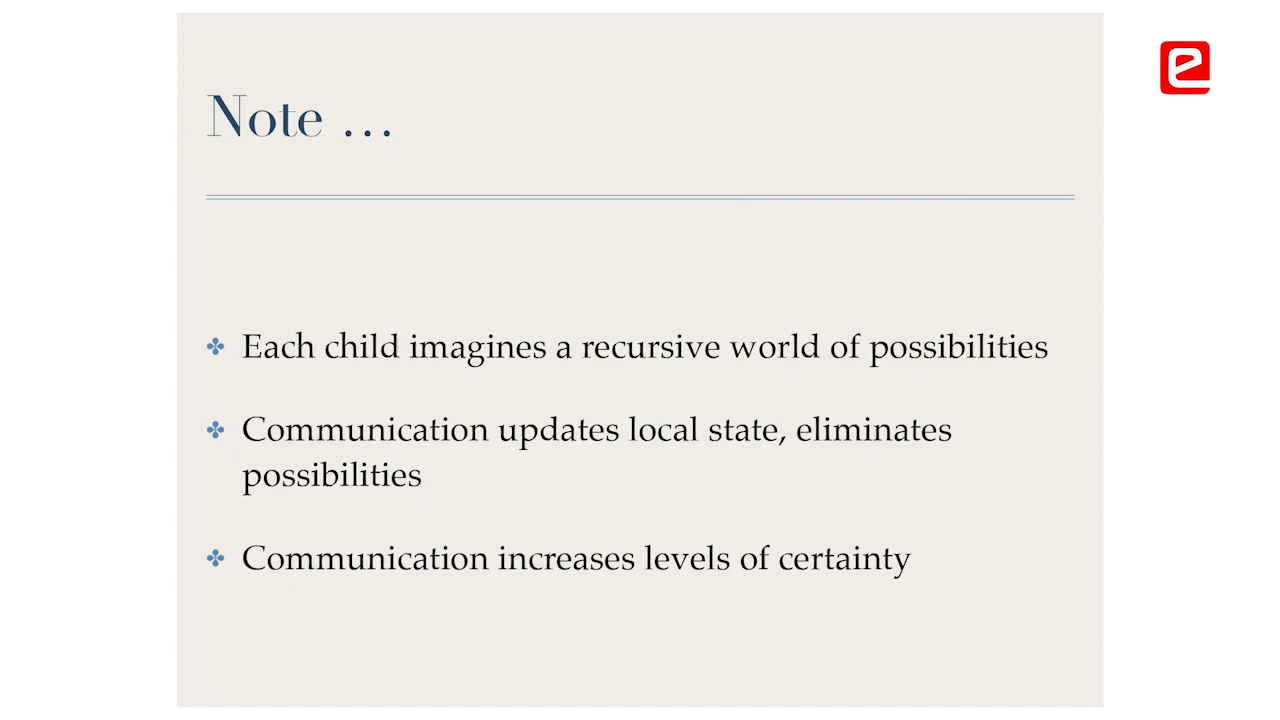 Note …
Each child imagines a recursive world of possibilities
Communication updates local state, eliminates
possibilities
Communication increases levels of certainty